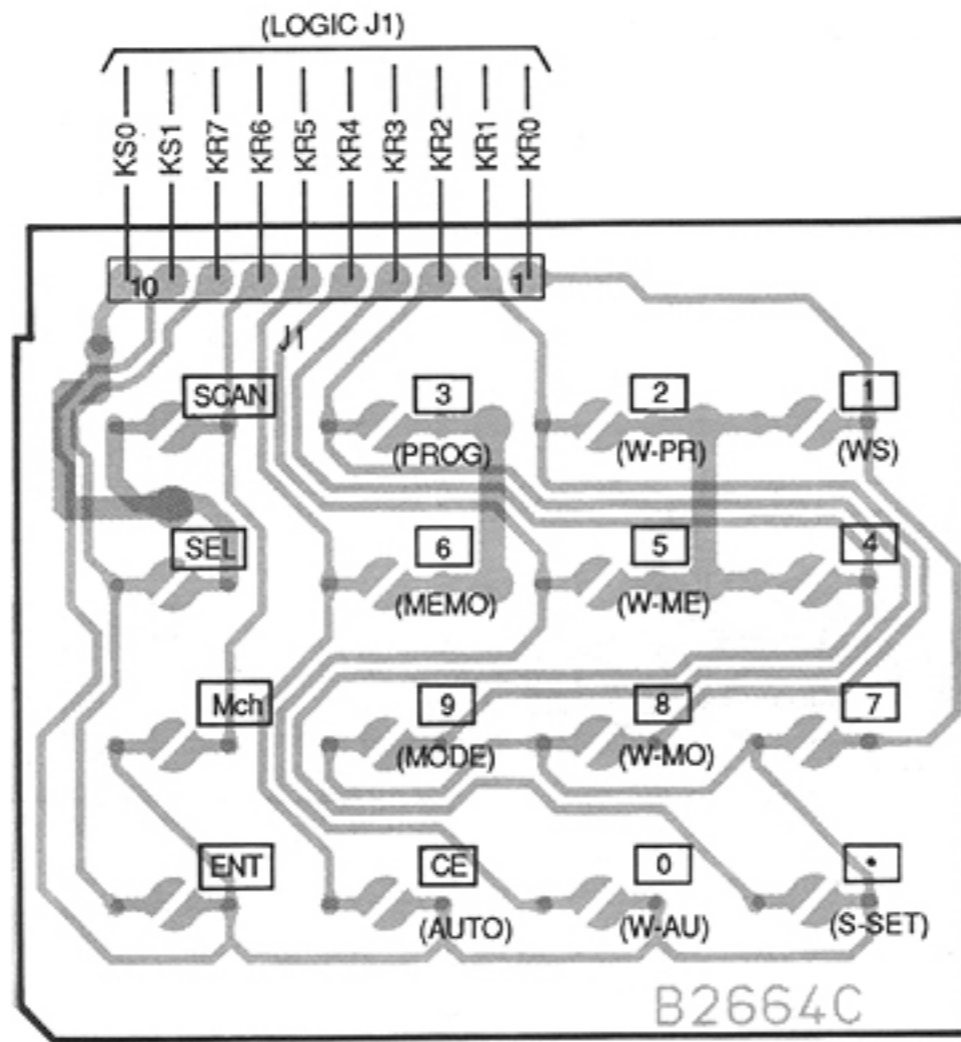 (LOGIC J1)
KS0 KS1 KR7 KR6 KR5 KR4 KR3 KR2 KR1 KR0
10 1
J1
SCAN 3 2 1
(PROG) (W-PR) (WS)
SEL 6 5 4
(MEMO) (W-ME)
Mch 9 8 7
(MODE) (W-MO)
ENT CE 0 •
(AUTO) (W-AU) (S-SET)
B2664C